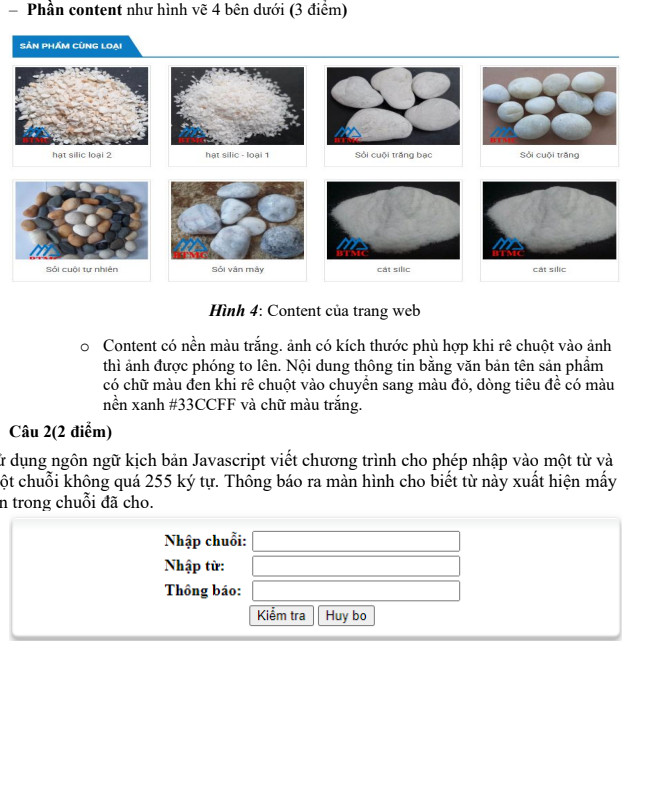 – Phần content như hình vẽ 4 bên dưới (3 điểm)
SẢN PHẨM CÙNG LOẠI
BTMC
BTMC
BTMC
BTMC
hạt silic loại 2
hạt silic - loại 1
Sỏi cuội trắng bạc
Sỏi cuội trắng
BTMC
BTMC
BTMC
BTMC
Sỏi cuội tự nhiên
Sỏi vân mây
cát silic
cát silic
Hình 4: Content của trang web
o Content có nền màu trắng. ảnh có kích thước phù hợp khi rê chuột vào ảnh
thì ảnh được phóng to lên. Nội dung thông tin bằng văn bản tên sản phẩm
có chữ màu đen khi rê chuột vào chuyển sang màu đỏ, dòng tiêu đề có màu
nền xanh #33CCFF và chữ màu trắng.
Câu 2(2 điểm)
ử dụng ngôn ngữ kịch bản Javascript viết chương trình cho phép nhập vào một từ và
ột chuỗi không quá 255 ký tự. Thông báo ra màn hình cho biết từ này xuất hiện mấy
n trong chuỗi đã cho.
Nhập chuỗi:
Nhập từ:
Thông báo:
Kiểm tra Huy bo